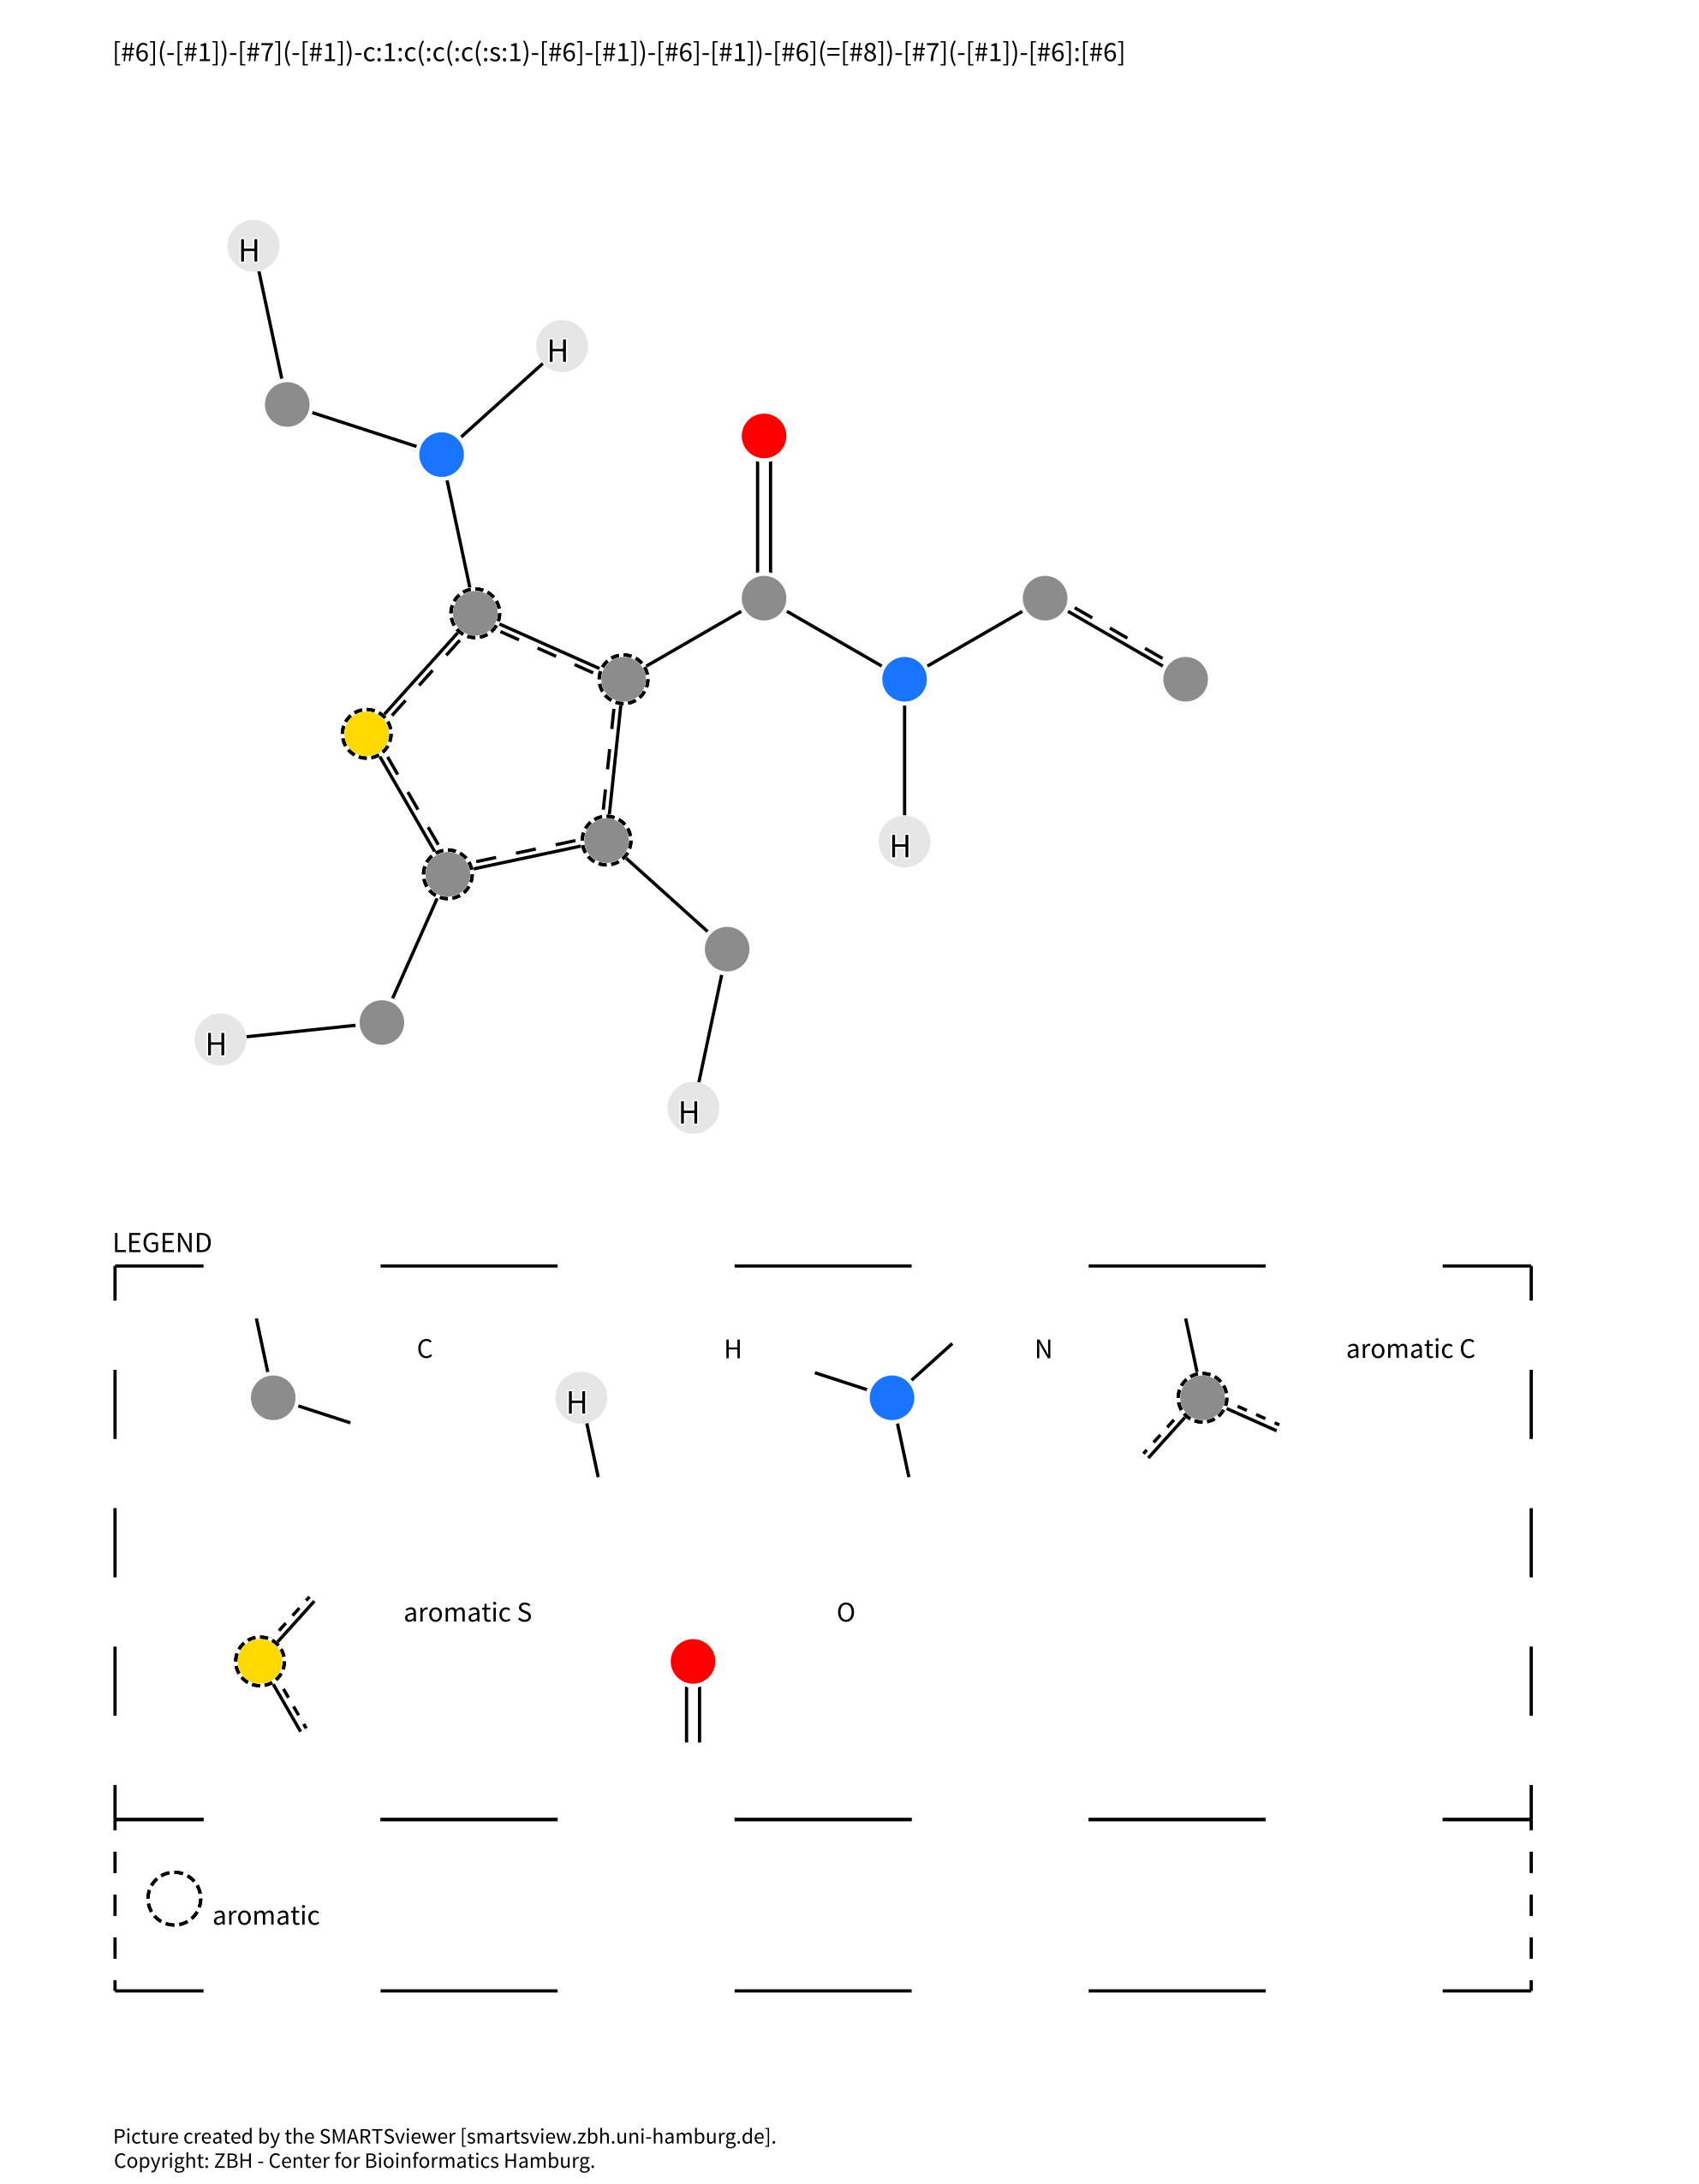 [#6](-[#1])-[#7](-[#1])-c:1:c(:c(:c(:s:1)-[#6]-[#1])-[#6]-[#1])-[#6](=[#8])-[#7](-[#1])-[#6]:[#6]
H
H
H
H
H
LEGEND
C
H
N
aromatic C
H
aromatic S
O
aromatic
Picture created by the SMARTSviewer [smartsview.zbh.uni-hamburg.de].
Copyright: ZBH - Center for Bioinformatics Hamburg.